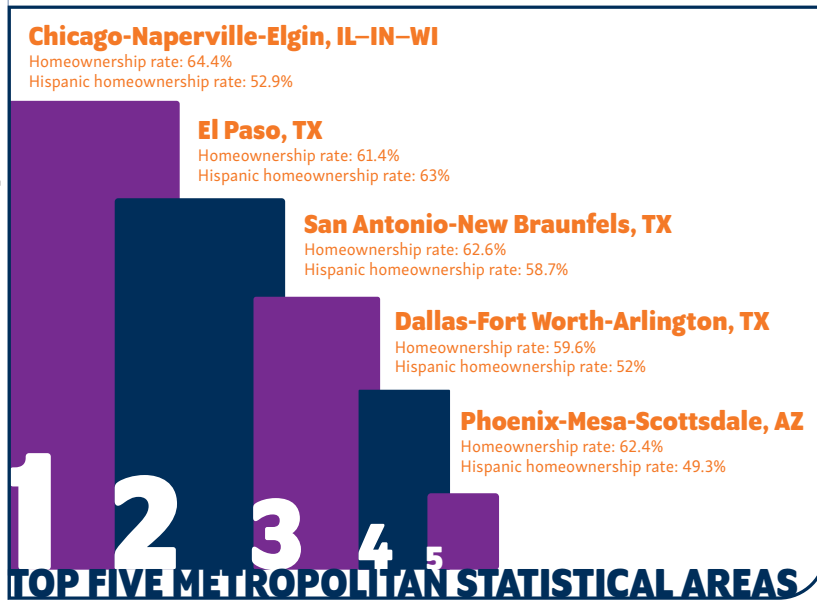 Chicago-Naperville-Elgin, IL–IN–WI
Homeownership rate: 64.4%
Hispanic homeownership rate: 52.9%
El Paso, TX
Homeownership rate: 61.4%
Hispanic homeownership rate: 63%
San Antonio-New Braunfels, TX
Homeownership rate: 62.6%
Hispanic homeownership rate: 58.7%
Dallas-Fort Worth-Arlington, TX
Homeownership rate: 59.6%
Hispanic homeownership rate: 52%
Phoenix-Mesa-Scottsdale, AZ
Homeownership rate: 62.4%
Hispanic homeownership rate: 49.3%
1 2 3 4 5
TOP FIVE METROPOLITAN STATISTICAL AREAS